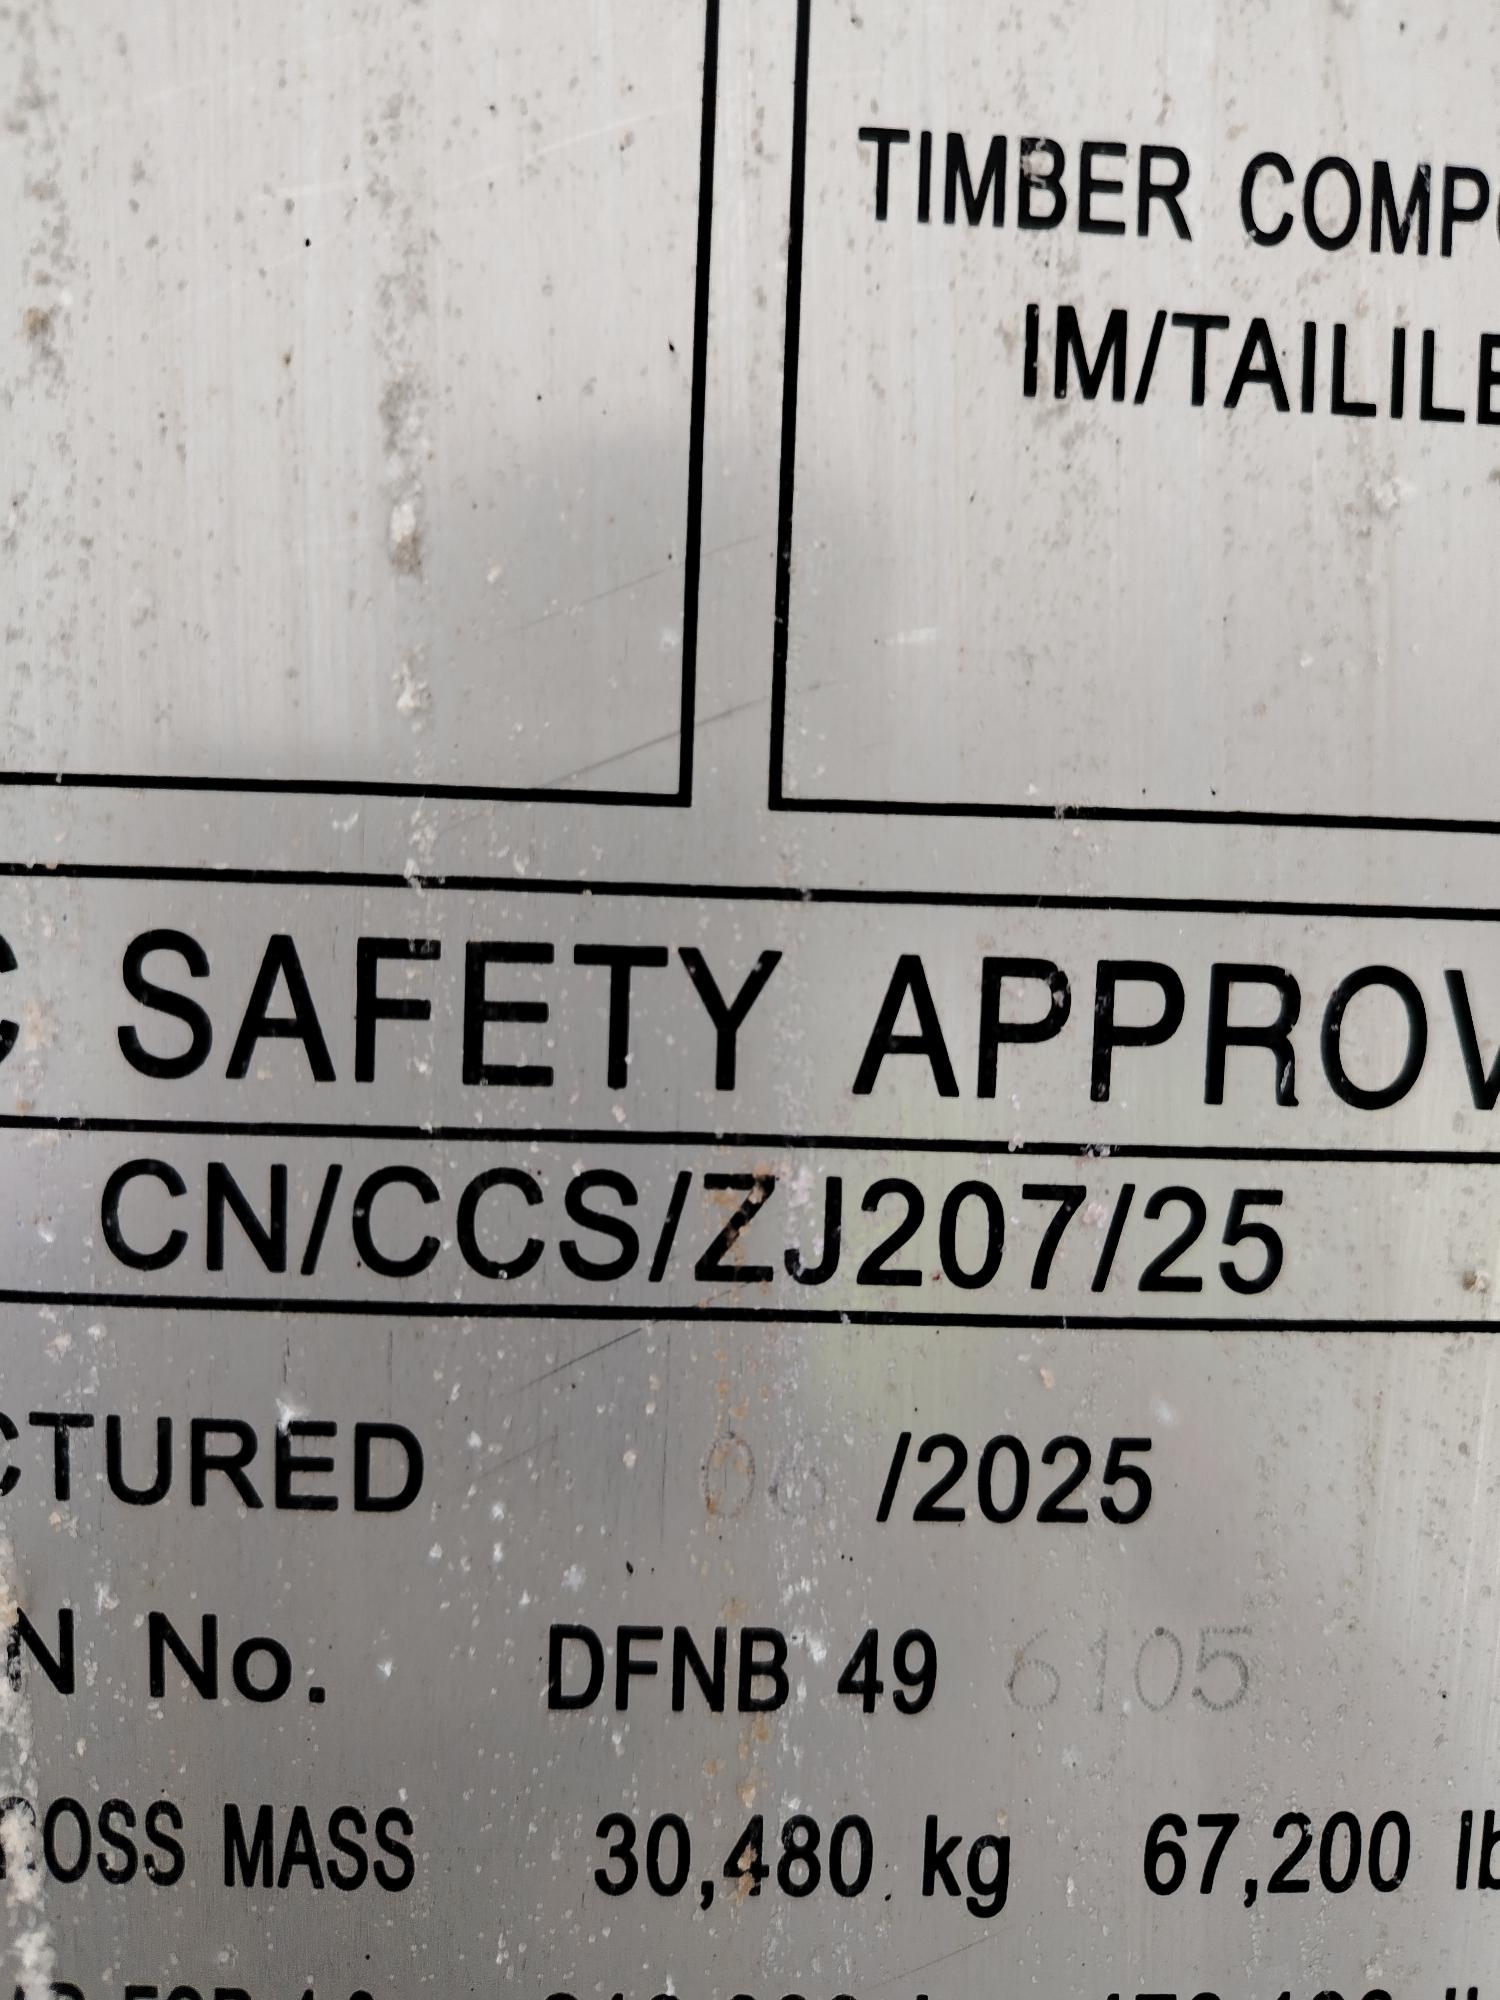 TIMBER COMP
IM/TAILILE
C SAFETY APPROV
CN/CCS/ZJ207/25
CTURED 06 /2025
N No. DFNB 49 6105
ROSS MASS 30,480 kg 67,200 lb